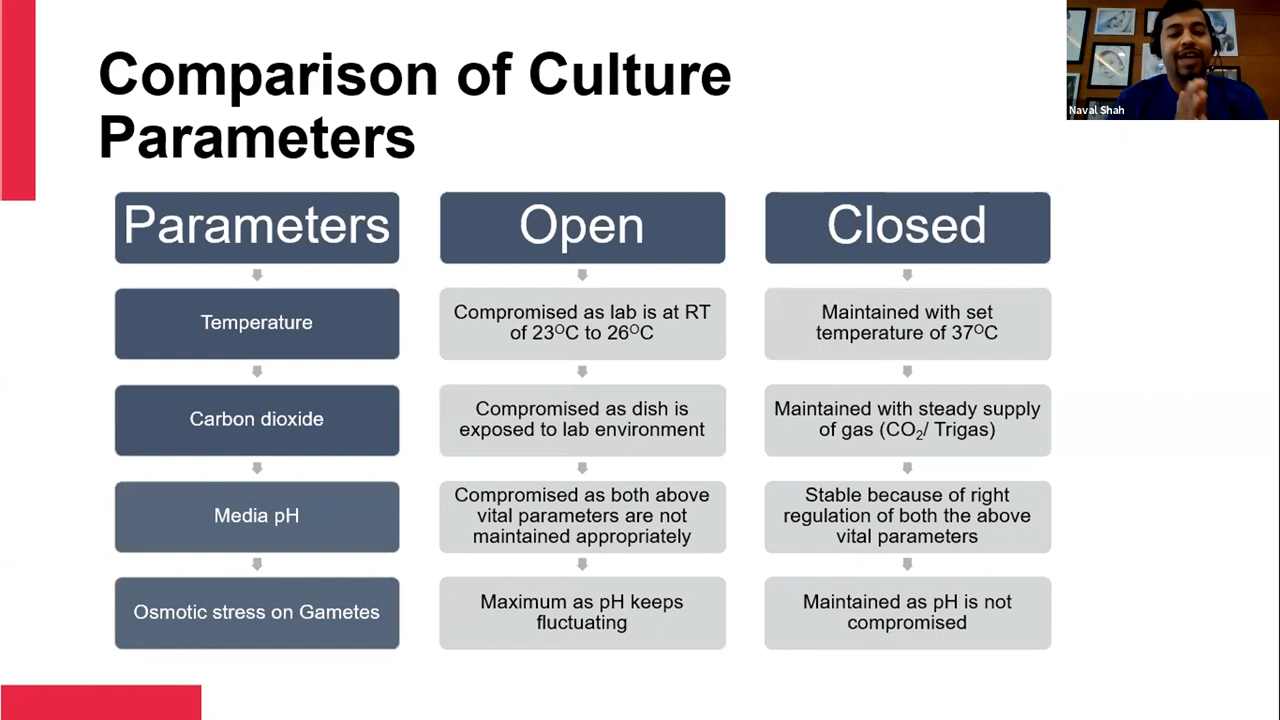 Comparison of Culture
Parameters
Naval Shah
Parameters
Open
Closed
Temperature
Compromised as lab is at RT
of 23ᴼC to 26ᴼC
Maintained with set
temperature of 37ᴼC
Carbon dioxide
Compromised as dish is
exposed to lab environment
Maintained with steady supply
of gas (CO₂/ Trigas)
Media pH
Compromised as both above
vital parameters are not
maintained appropriately
Stable because of right
regulation of both the above
vital parameters
Osmotic stress on Gametes
Maximum as pH keeps
fluctuating
Maintained as pH is not
compromised